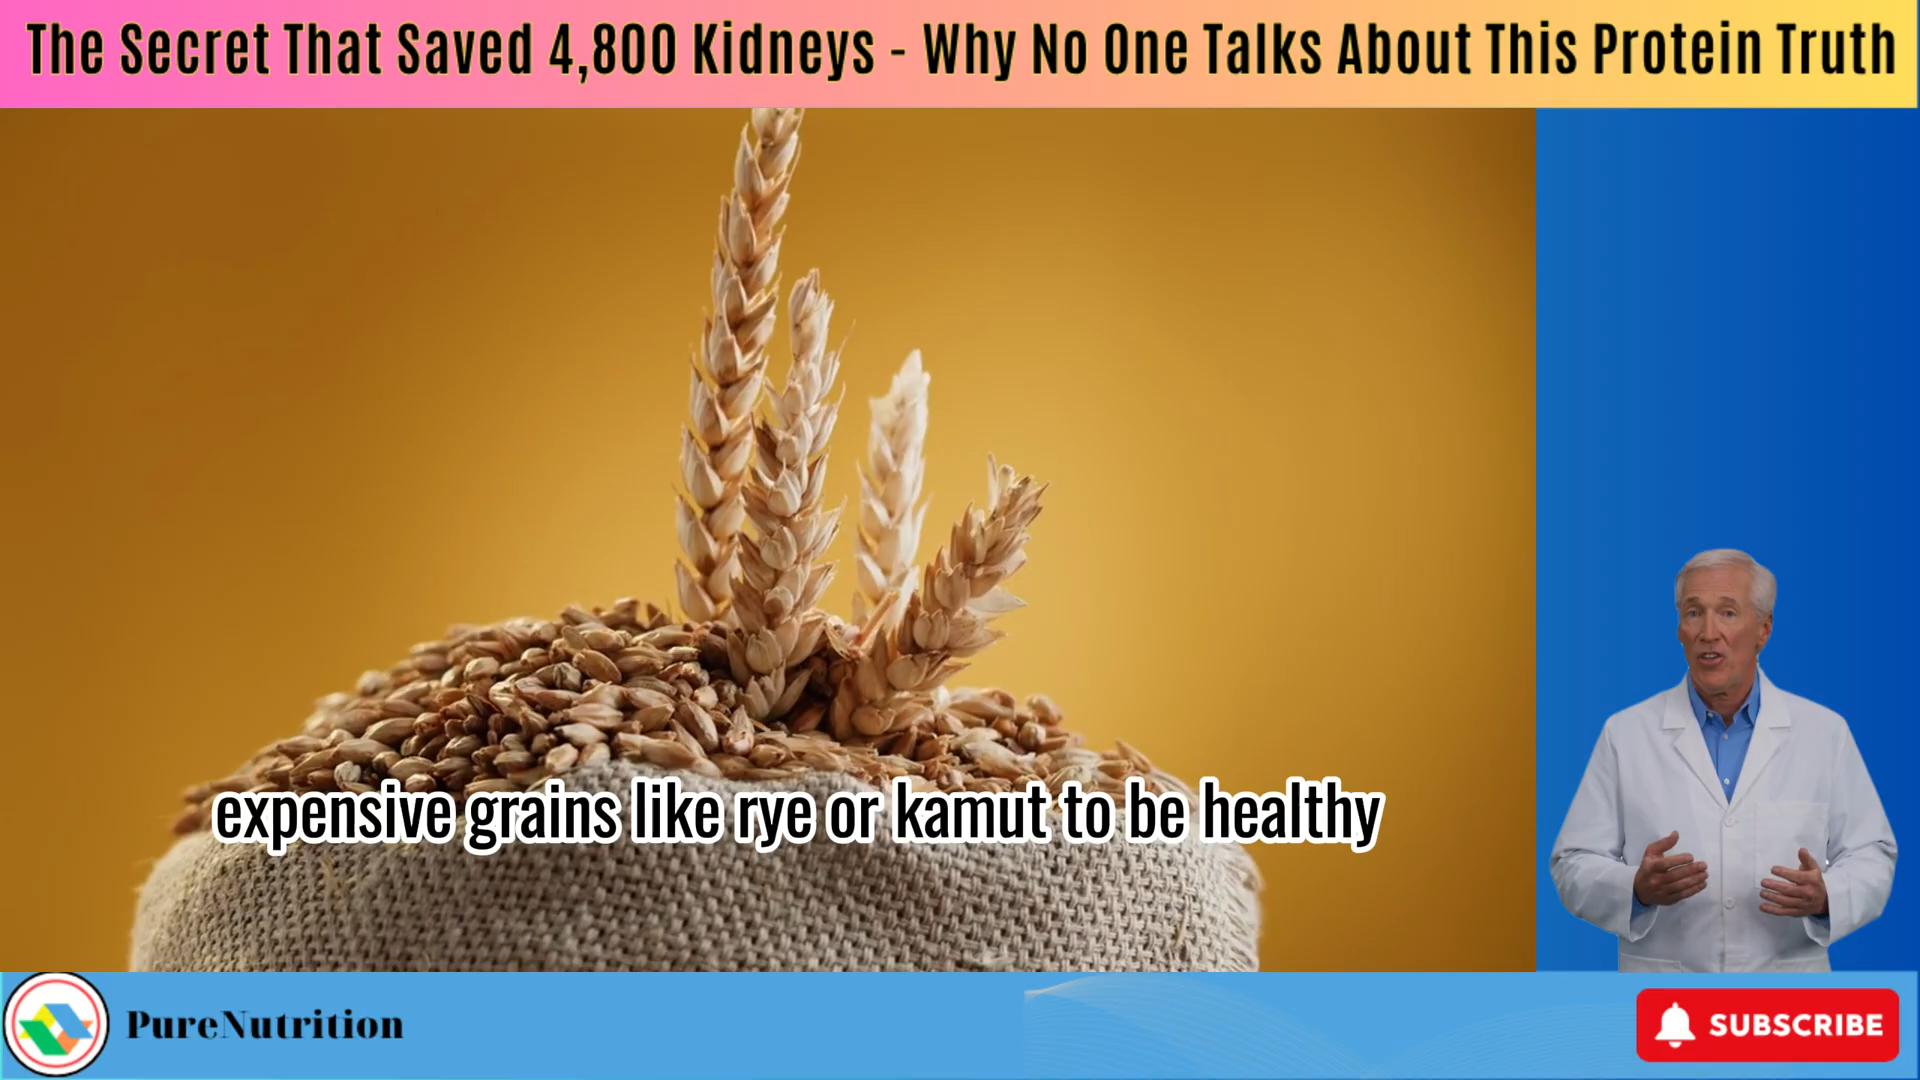 The Secret That Saved 4,800 Kidneys - Why No One Talks About This Protein Truth
expensive grains like rye or kamut to be healthy
PureNutrition
SUBSCRIBE